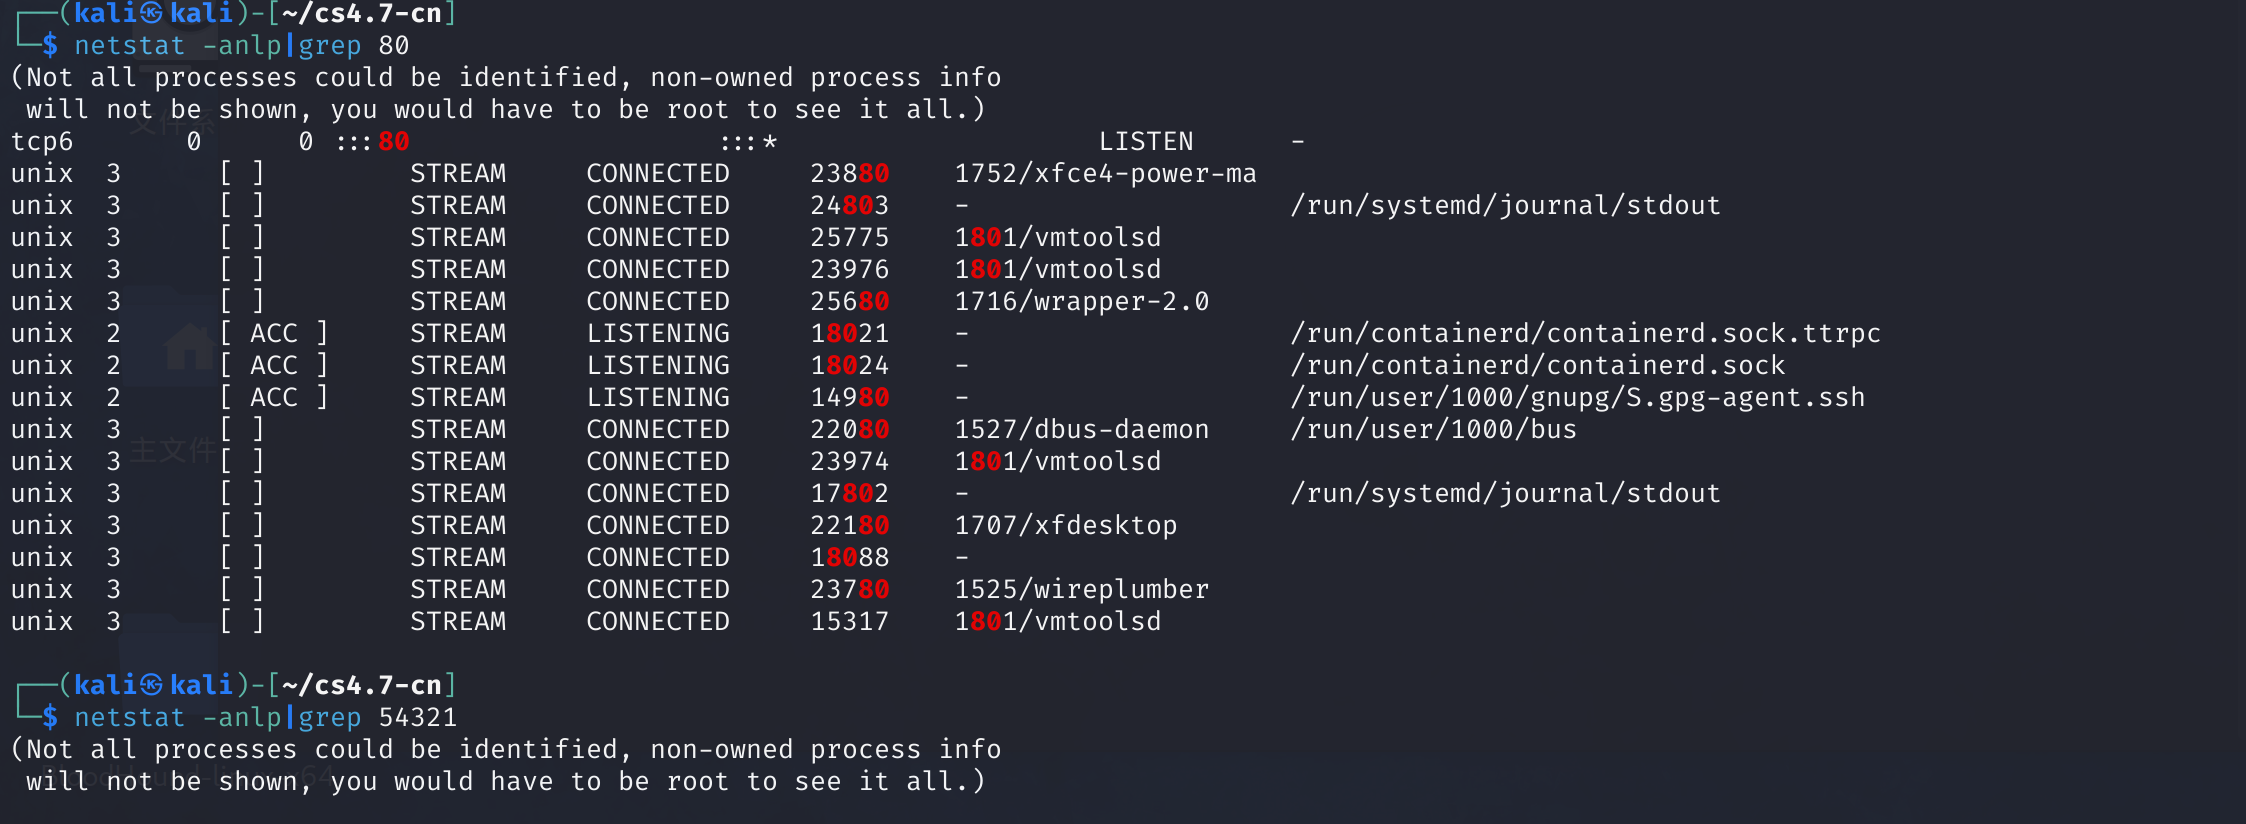 ┌──(kali㉿kali)-[~/cs4.7-cn]
└─$ netstat -anlp|grep 80
(Not all processes could be identified, non-owned process info
 will not be shown, you would have to be root to see it all.)
tcp6       0      0 :::80                   :::*                    LISTEN      -
unix  3      [ ]         STREAM     CONNECTED     23880    1752/xfce4-power-ma
unix  3      [ ]         STREAM     CONNECTED     24803    -                    /run/systemd/journal/stdout
unix  3      [ ]         STREAM     CONNECTED     25775    1801/vmtoolsd
unix  3      [ ]         STREAM     CONNECTED     23976    1801/vmtoolsd
unix  3      [ ]         STREAM     CONNECTED     25680    1716/wrapper-2.0
unix  2      [ ACC ]     STREAM     LISTENING     18021    -                    /run/containerd/containerd.sock.ttrpc
unix  2      [ ACC ]     STREAM     LISTENING     18024    -                    /run/containerd/containerd.sock
unix  2      [ ACC ]     STREAM     LISTENING     14980    -                    /run/user/1000/gnupg/S.gpg-agent.ssh
unix  3      [ ]         STREAM     CONNECTED     22080    1527/dbus-daemon     /run/user/1000/bus
unix  3      [ ]         STREAM     CONNECTED     23974    1801/vmtoolsd
unix  3      [ ]         STREAM     CONNECTED     17802    -                    /run/systemd/journal/stdout
unix  3      [ ]         STREAM     CONNECTED     22180    1707/xfdesktop
unix  3      [ ]         STREAM     CONNECTED     18088    -
unix  3      [ ]         STREAM     CONNECTED     23780    1525/wireplumber
unix  3      [ ]         STREAM     CONNECTED     15317    1801/vmtoolsd
┌──(kali㉿kali)-[~/cs4.7-cn]
└─$ netstat -anlp|grep 54321
(Not all processes could be identified, non-owned process info
 will not be shown, you would have to be root to see it all.)
文件系
主文件